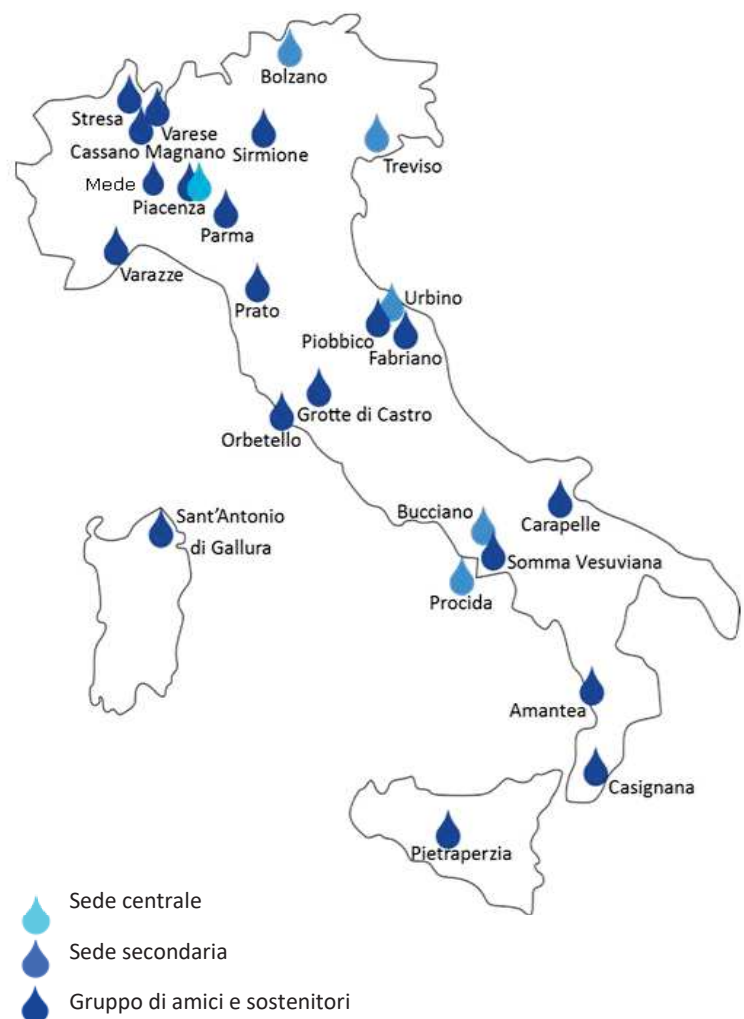 Bolzano
Stresa
Varese
Cassano Magnano
Sirmione
Treviso
Mede
Piacenza
Parma
Varazze
Prato
Urbino
Piobbico
Fabriano
Grotte di Castro
Orbetello
Sant'Antonio
di Gallura
Bucciano
Carapelle
Somma Vesuviana
Procida
Amantea
Casignana
Pietraperzia
Sede centrale
Sede secondaria
Gruppo di amici e sostenitori